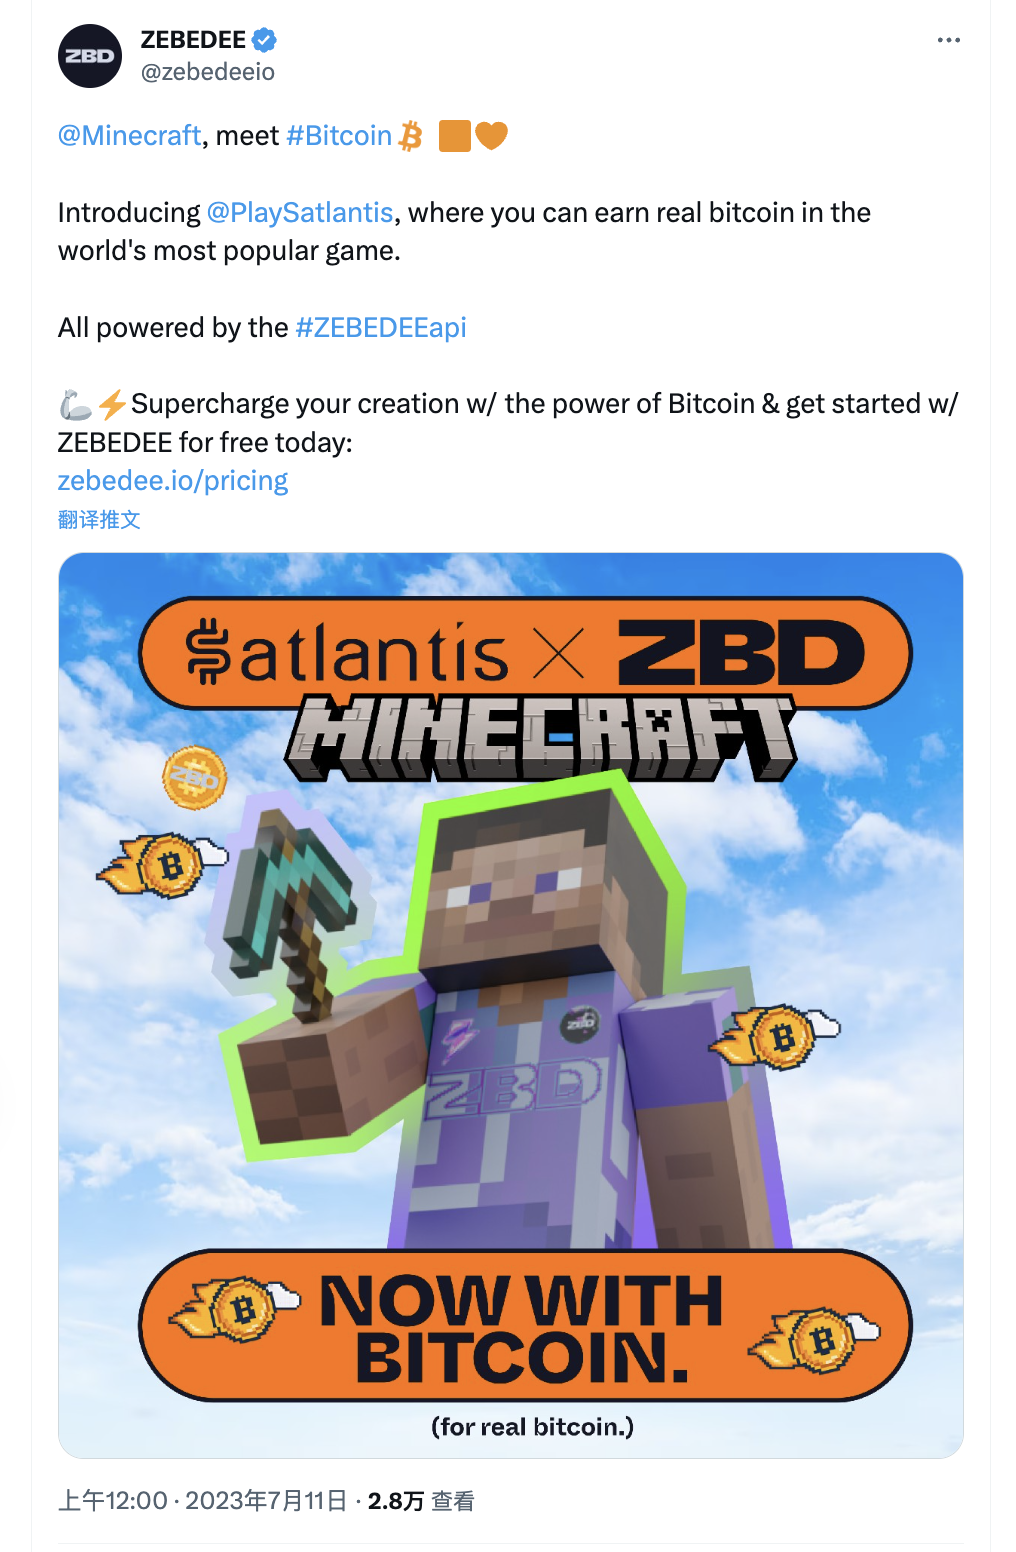 ZBD
ZEBEDEE
@zebedeeio
@Minecraft, meet #Bitcoin
Introducing @PlaySatlantis, where you can earn real bitcoin in the
world's most popular game.
All powered by the #ZEBEDEEapi
Supercharge your creation w/ the power of Bitcoin & get started w/
ZEBEDEE for free today:
zebedee.io/pricing
翻译推文
Satlantis X ZBD
MINECRAFT
ZBD
ZBD
ZBD
NOW WITH
BITCOIN.
(for real bitcoin.)
上午12:00 · 2023年7月11日 · 2.8万 查看